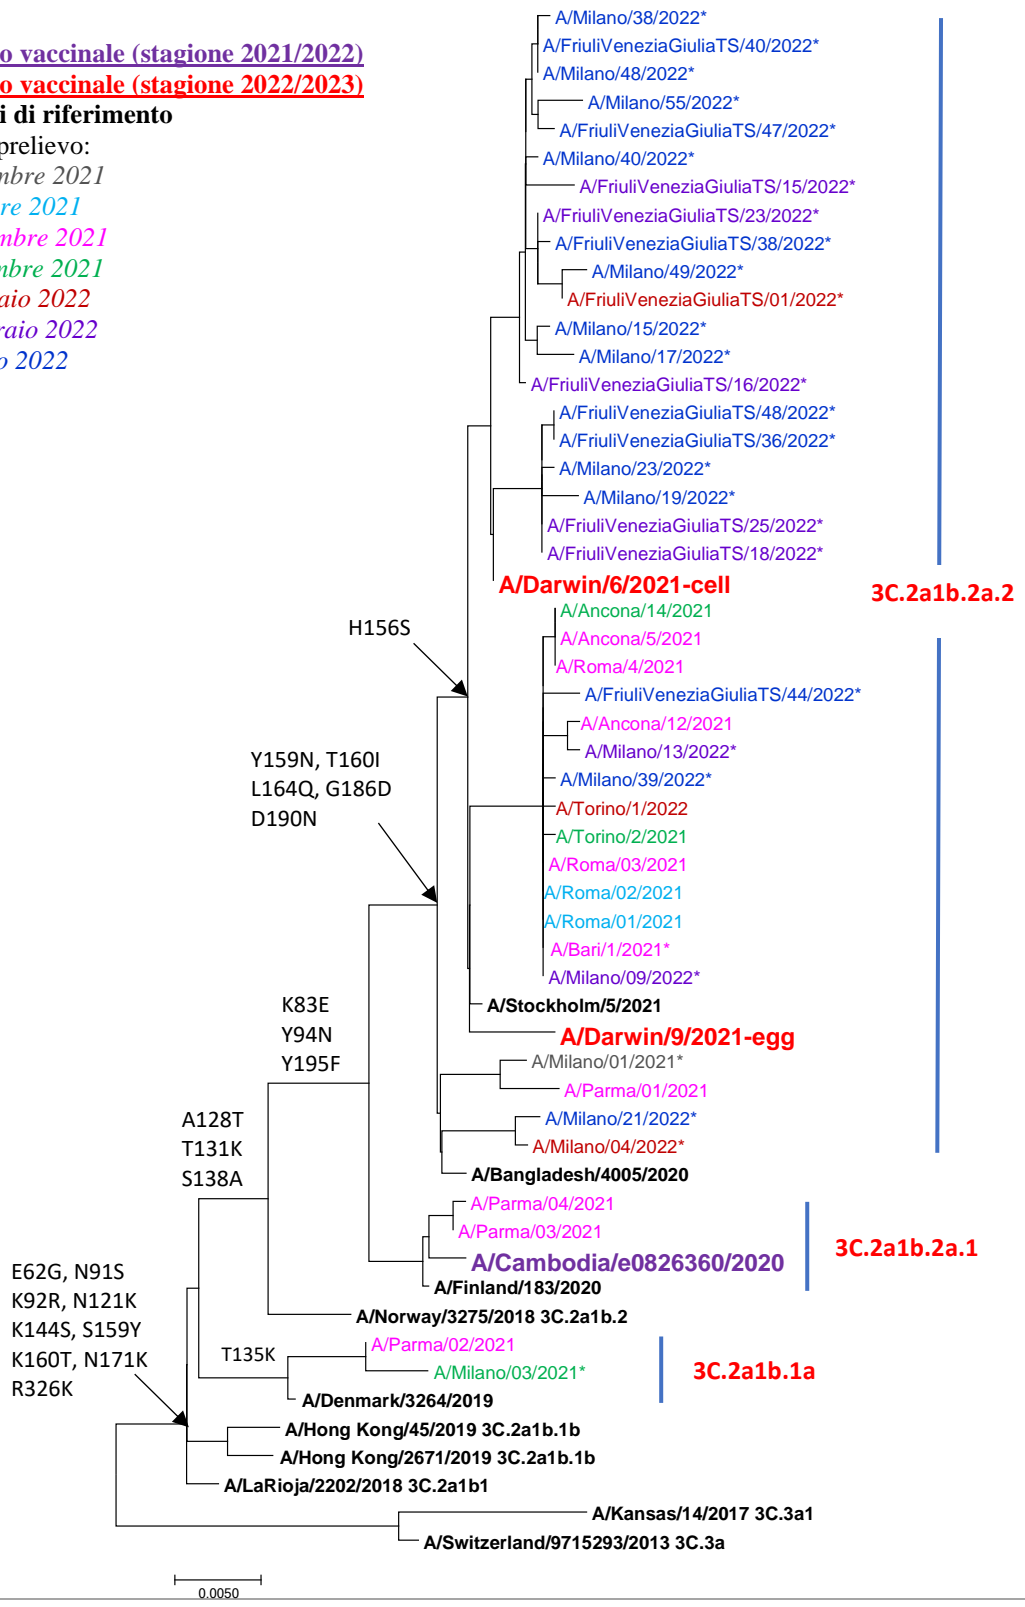 o vaccinale (stagione 2021/2022)
o vaccinale (stagione 2022/2023)
i di riferimento
prelievo:
mbre 2021
re 2021
mbre 2021
mbre 2021
aio 2022
raio 2022
o 2022
A/Milano/38/2022*
A/FriuliVeneziaGiuliaTS/40/2022*
A/Milano/48/2022*
A/Milano/55/2022*
A/FriuliVeneziaGiuliaTS/47/2022*
A/Milano/40/2022*
A/FriuliVeneziaGiuliaTS/15/2022*
A/FriuliVeneziaGiuliaTS/23/2022*
A/FriuliVeneziaGiuliaTS/38/2022*
A/Milano/49/2022*
A/FriuliVeneziaGiuliaTS/01/2022*
A/Milano/15/2022*
A/Milano/17/2022*
A/FriuliVeneziaGiuliaTS/16/2022*
A/FriuliVeneziaGiuliaTS/48/2022*
A/FriuliVeneziaGiuliaTS/36/2022*
A/Milano/23/2022*
A/Milano/19/2022*
A/FriuliVeneziaGiuliaTS/25/2022*
A/FriuliVeneziaGiuliaTS/18/2022*
A/Darwin/6/2021-cell
3C.2a1b.2a.2
A/Ancona/14/2021
A/Ancona/5/2021
A/Roma/4/2021
A/FriuliVeneziaGiuliaTS/44/2022*
A/Ancona/12/2021
A/Milano/13/2022*
A/Milano/39/2022*
A/Torino/1/2022
A/Torino/2/2021
A/Roma/03/2021
A/Roma/02/2021
A/Roma/01/2021
A/Bari/1/2021*
A/Milano/09/2022*
A/Stockholm/5/2021
A/Darwin/9/2021-egg
A/Milano/01/2021*
A/Parma/01/2021
A/Milano/21/2022*
A/Milano/04/2022*
A/Bangladesh/4005/2020
A/Parma/04/2021
A/Parma/03/2021
A/Cambodia/e0826360/2020
A/Finland/183/2020
3C.2a1b.2a.1
A/Norway/3275/2018 3C.2a1b.2
A/Parma/02/2021
A/Milano/03/2021*
A/Denmark/3264/2019
3C.2a1b.1a
A/Hong Kong/45/2019 3C.2a1b.1b
A/Hong Kong/2671/2019 3C.2a1b.1b
A/LaRioja/2202/2018 3C.2a1b1
A/Kansas/14/2017 3C.3a1
A/Switzerland/9715293/2013 3C.3a
H156S
Y159N, T160I
L164Q, G186D
D190N
K83E
Y94N
Y195F
A128T
T131K
S138A
E62G, N91S
K92R, N121K
K144S, S159Y
K160T, N171K
R326K
T135K
0.0050